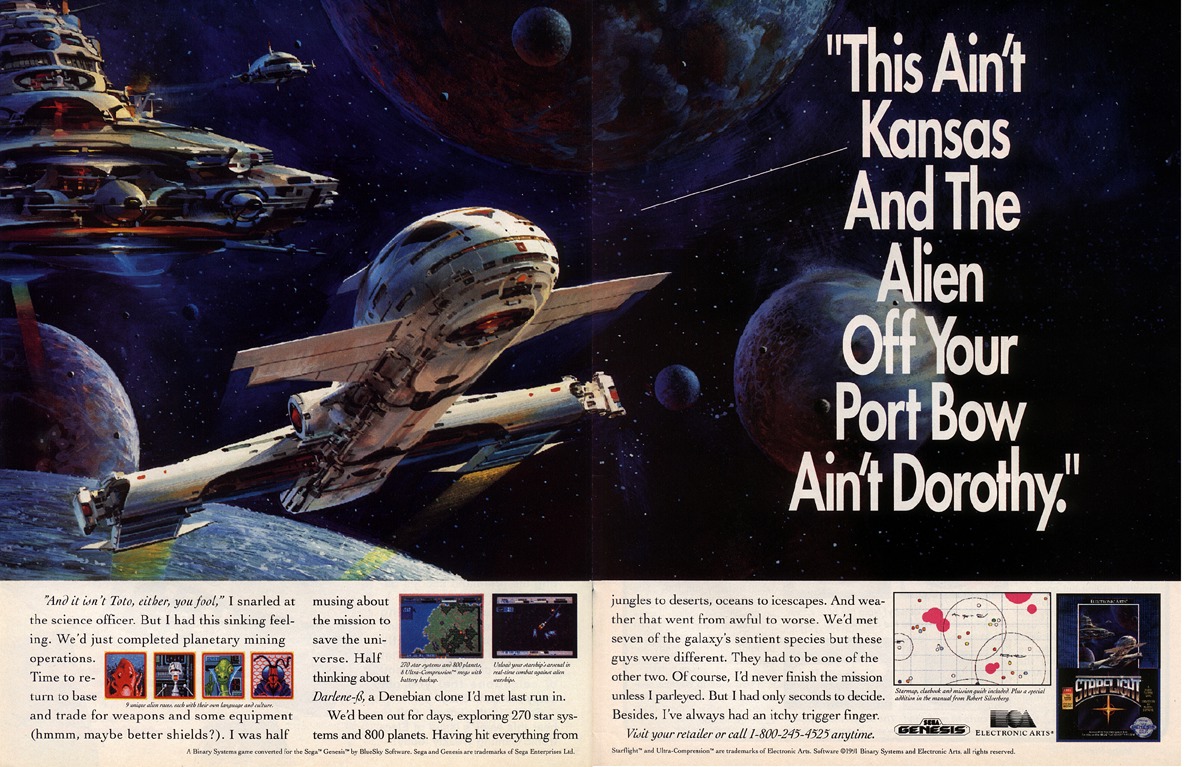 "This Ain't
Kansas
And The
Alien
Off Your
Port Bow
Ain't Dorothy."
"And it isn't Toto, either, you fool," I snarled at
the science officer. But I had this sinking feel-
ing. We'd just completed planetary mining
operations.
Time to re-
turn to base
9 unique alien races, each with their own language and culture.
and trade for weapons and some equipment
(hmmm, maybe better shields?). I was half
musing about
the mission to
save the uni-
verse. Half
thinking about
270 star systems and 800 planets.
8 Ultra-Compression™ megs with
battery backup.
Unload your starship's arsenal in
real-time combat against alien
warships.
Darlene-β, a Denebian clone I'd met last run in.
We'd been out for days, exploring 270 star sys-
tems and 800 planets. Having hit everything from
jungles to deserts, oceans to icescapes. And wea-
ther that went from awful to worse. We'd met
seven of the galaxy's sentient species but these
guys were different. They had to be one of the
other two. Of course, I'd never finish the mission
unless I parleyed. But I had only seconds to decide.
Besides, I've always had an itchy trigger finger.
Visit your retailer or call 1-800-245-4525 anytime.
Starmap, cluebook and mission guide included. Plus a special
addition in the manual from Robert Silverberg.
SEGA
GENESIS
ELECTRONIC ARTS®
ELECTRONIC ARTS®
STARFLIGHT
A Binary Systems game converted for the Sega™ Genesis™ by BlueSky Software. Sega and Genesis are trademarks of Sega Enterprises Ltd.
Starflight™ and Ultra-Compression™ are trademarks of Electronic Arts. Software ©1991 Binary Systems and Electronic Arts, all rights reserved.